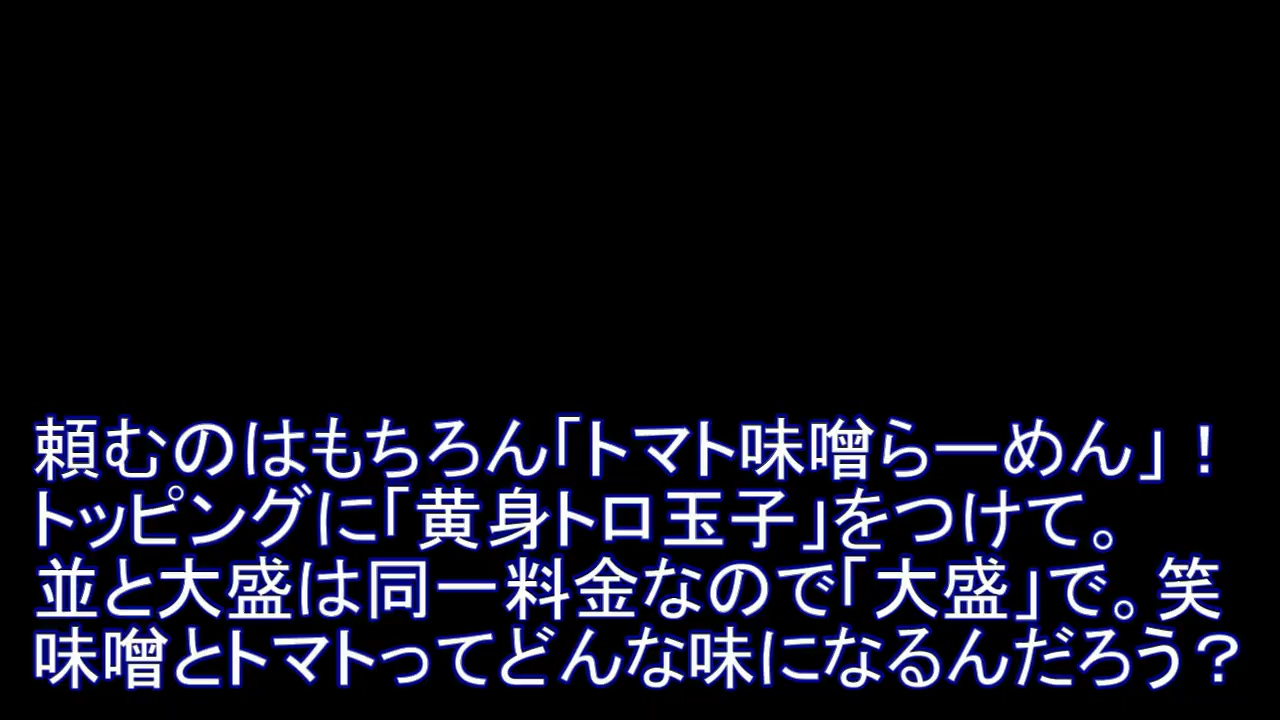 頼むのはもちろん「トマト味噌らーめん」！
トッピングに「黄身トロ玉子」をつけて。
並と大盛は同一料金なので「大盛」で。笑
味噌とトマトってどんな味になるんだろう？